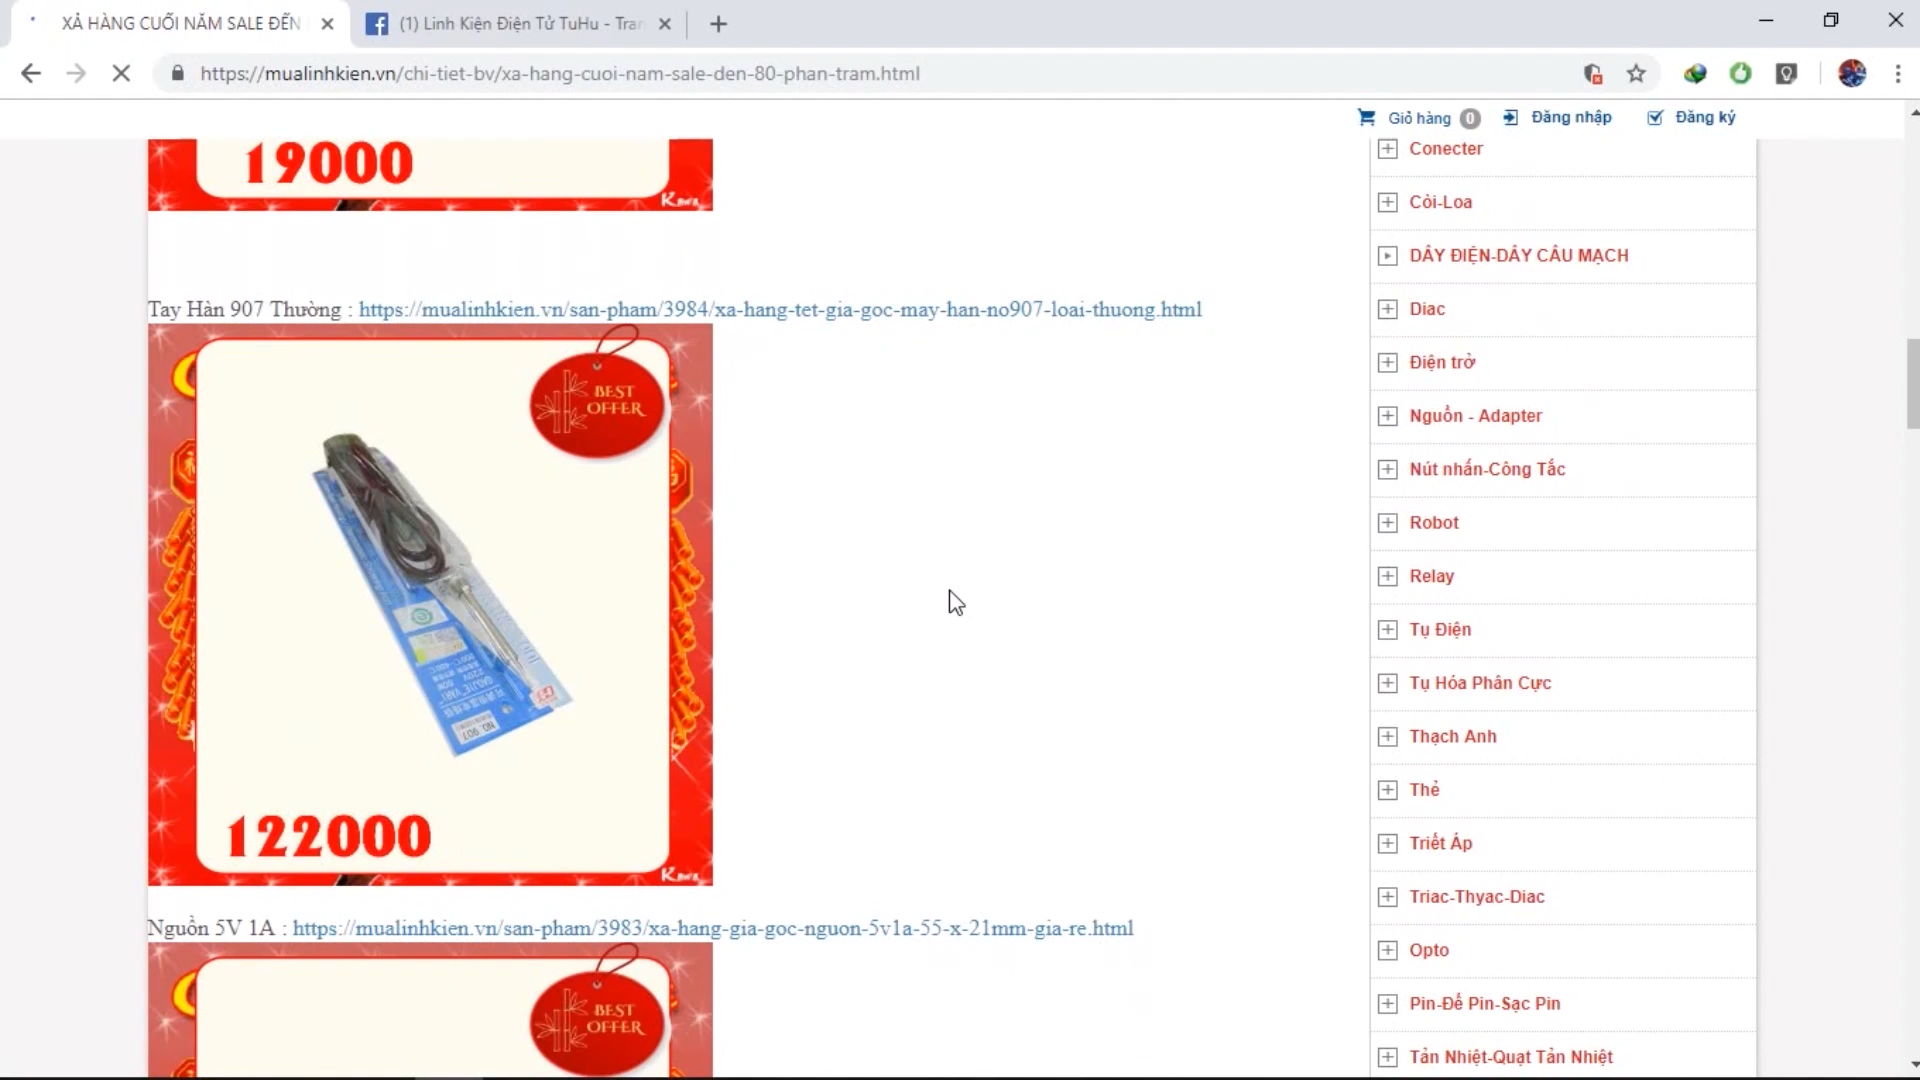 XẢ HÀNG CUỐI NĂM SALE ĐẾN
(1) Linh Kiện Điện Tử TuHu - Tran
https://mualinhkien.vn/chi-tiet-bv/xa-hang-cuoi-nam-sale-den-80-phan-tram.html
Giỏ hàng 0 Đăng nhập Đăng ký
19000
Tay Hàn 907 Thường : https://mualinhkien.vn/san-pham/3984/xa-hang-tet-gia-goc-may-han-no907-loai-thuong.html
BEST
OFFER
NO. 907
122000
Nguồn 5V 1A : https://mualinhkien.vn/san-pham/3983/xa-hang-gia-goc-nguon-5v1a-55-x-21mm-gia-re.html
BEST
OFFER
Conecter
Còi-Loa
DÂY ĐIỆN-DÂY CÂU MẠCH
Diac
Điện trở
Nguồn - Adapter
Nút nhấn-Công Tắc
Robot
Relay
Tụ Điện
Tụ Hóa Phân Cực
Thạch Anh
Thẻ
Triết Áp
Triac-Thyac-Diac
Opto
Pin-Đế Pin-Sạc Pin
Tản Nhiệt-Quạt Tản Nhiệt